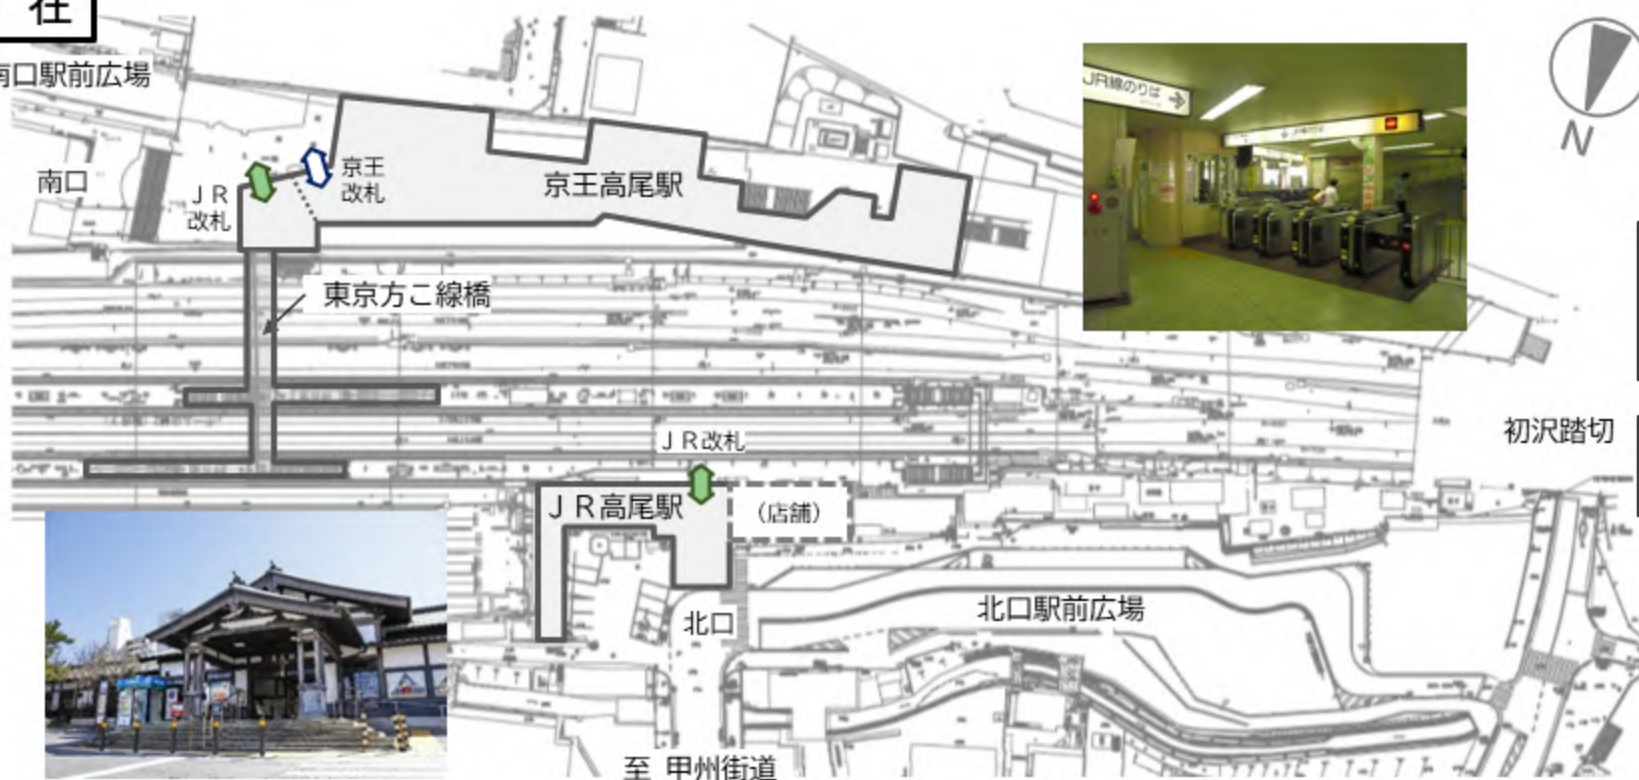 在
南口駅前広場
南口
ＪＲ
改札
京王
改札
京王高尾駅
JR線のりば
N
東京方こ線橋
初沢踏切
ＪＲ改札
ＪＲ高尾駅
（店舗）
北口
北口駅前広場
至 甲州街道